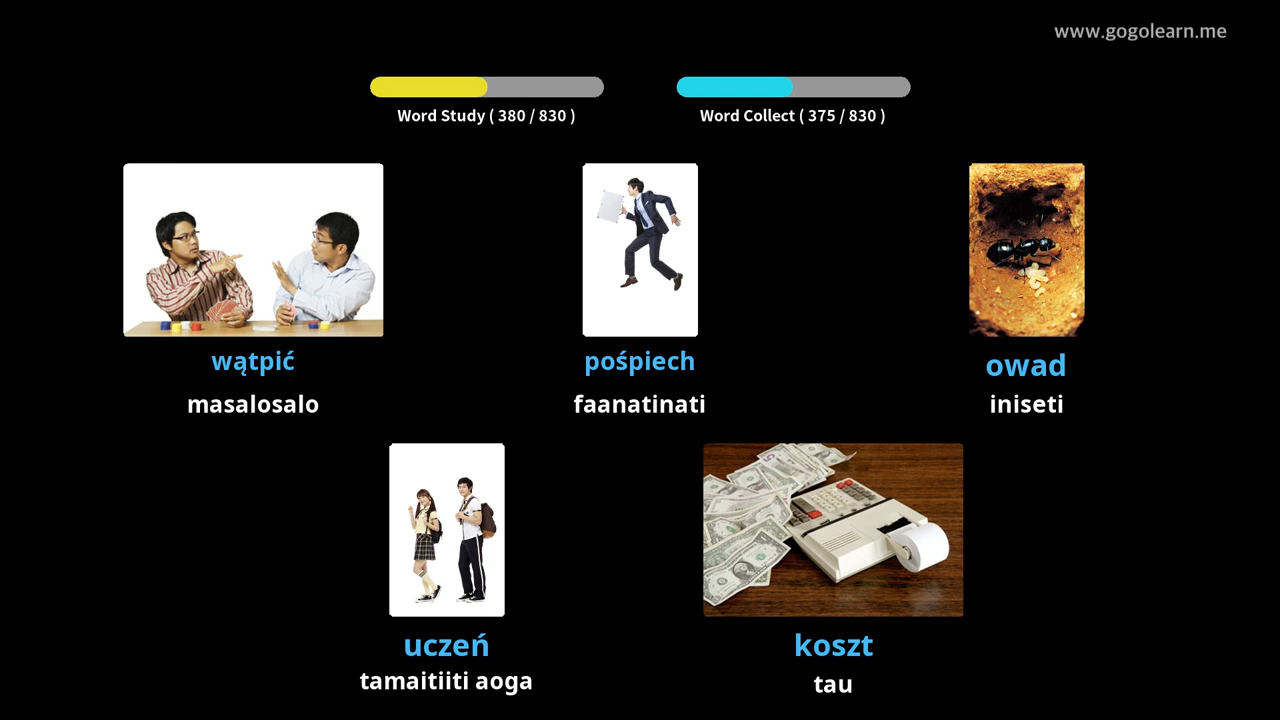 www.gogolearn.me
Word Study ( 380 / 830 )
Word Collect ( 375 / 830 )
wątpić
pośpiech
owad
masalosalo
faanatinati
iniseti
uczeń
koszt
tamaitiiti aoga
tau